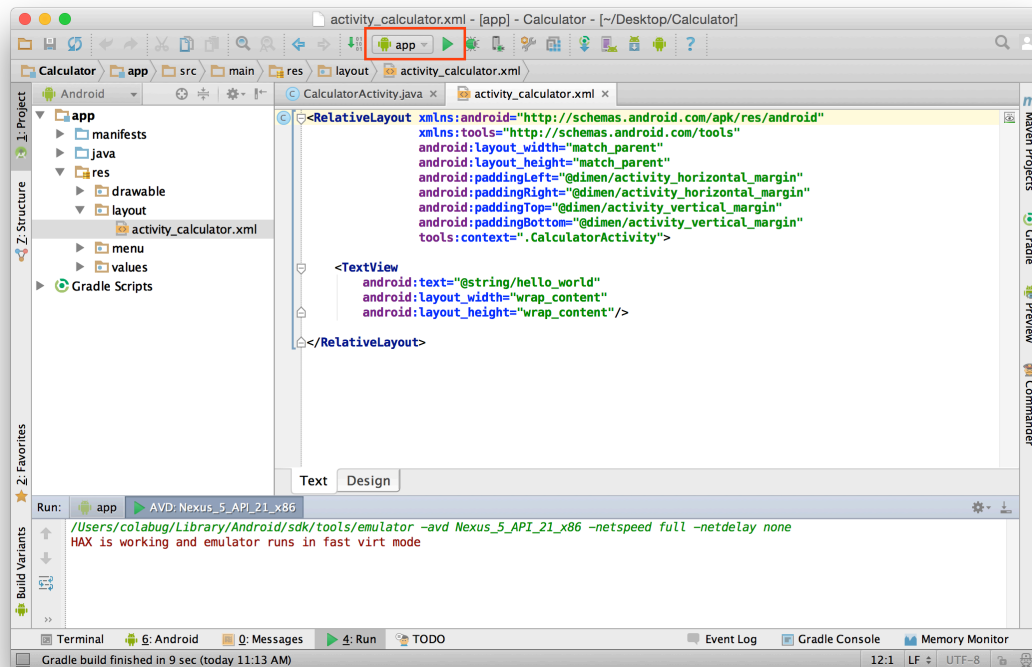 activity_calculator.xml - [app] - Calculator - [~/Desktop/Calculator]
app
?
Calculator app src main res layout activity_calculator.xml
1: Project
7: Structure
2: Favorites
Build Variants
Android
app
manifests
java
res
drawable
layout
activity_calculator.xml
menu
values
Gradle Scripts
CalculatorActivity.java activity_calculator.xml
<RelativeLayout xmlns:android="http://schemas.android.com/apk/res/android"
xmlns:tools="http://schemas.android.com/tools"
android:layout_width="match_parent"
android:layout_height="match_parent"
android:paddingLeft="@dimen/activity_horizontal_margin"
android:paddingRight="@dimen/activity_horizontal_margin"
android:paddingTop="@dimen/activity_vertical_margin"
android:paddingBottom="@dimen/activity_vertical_margin"
tools:context=".CalculatorActivity">
<TextView
android:text="@string/hello_world"
android:layout_width="wrap_content"
android:layout_height="wrap_content"/>
</RelativeLayout>
Text Design
Maven Projects
Gradle
Preview
Commander
Run: app AVD: Nexus_5_API_21_x86
/Users/colabug/Library/Android/sdk/tools/emulator -avd Nexus_5_API_21_x86 -netspeed full -netdelay none
HAX is working and emulator runs in fast virt mode
Terminal 6: Android 0: Messages 4: Run TODO Event Log Gradle Console Memory Monitor
Gradle build finished in 9 sec (today 11:13 AM) 12:1 LF UTF-8